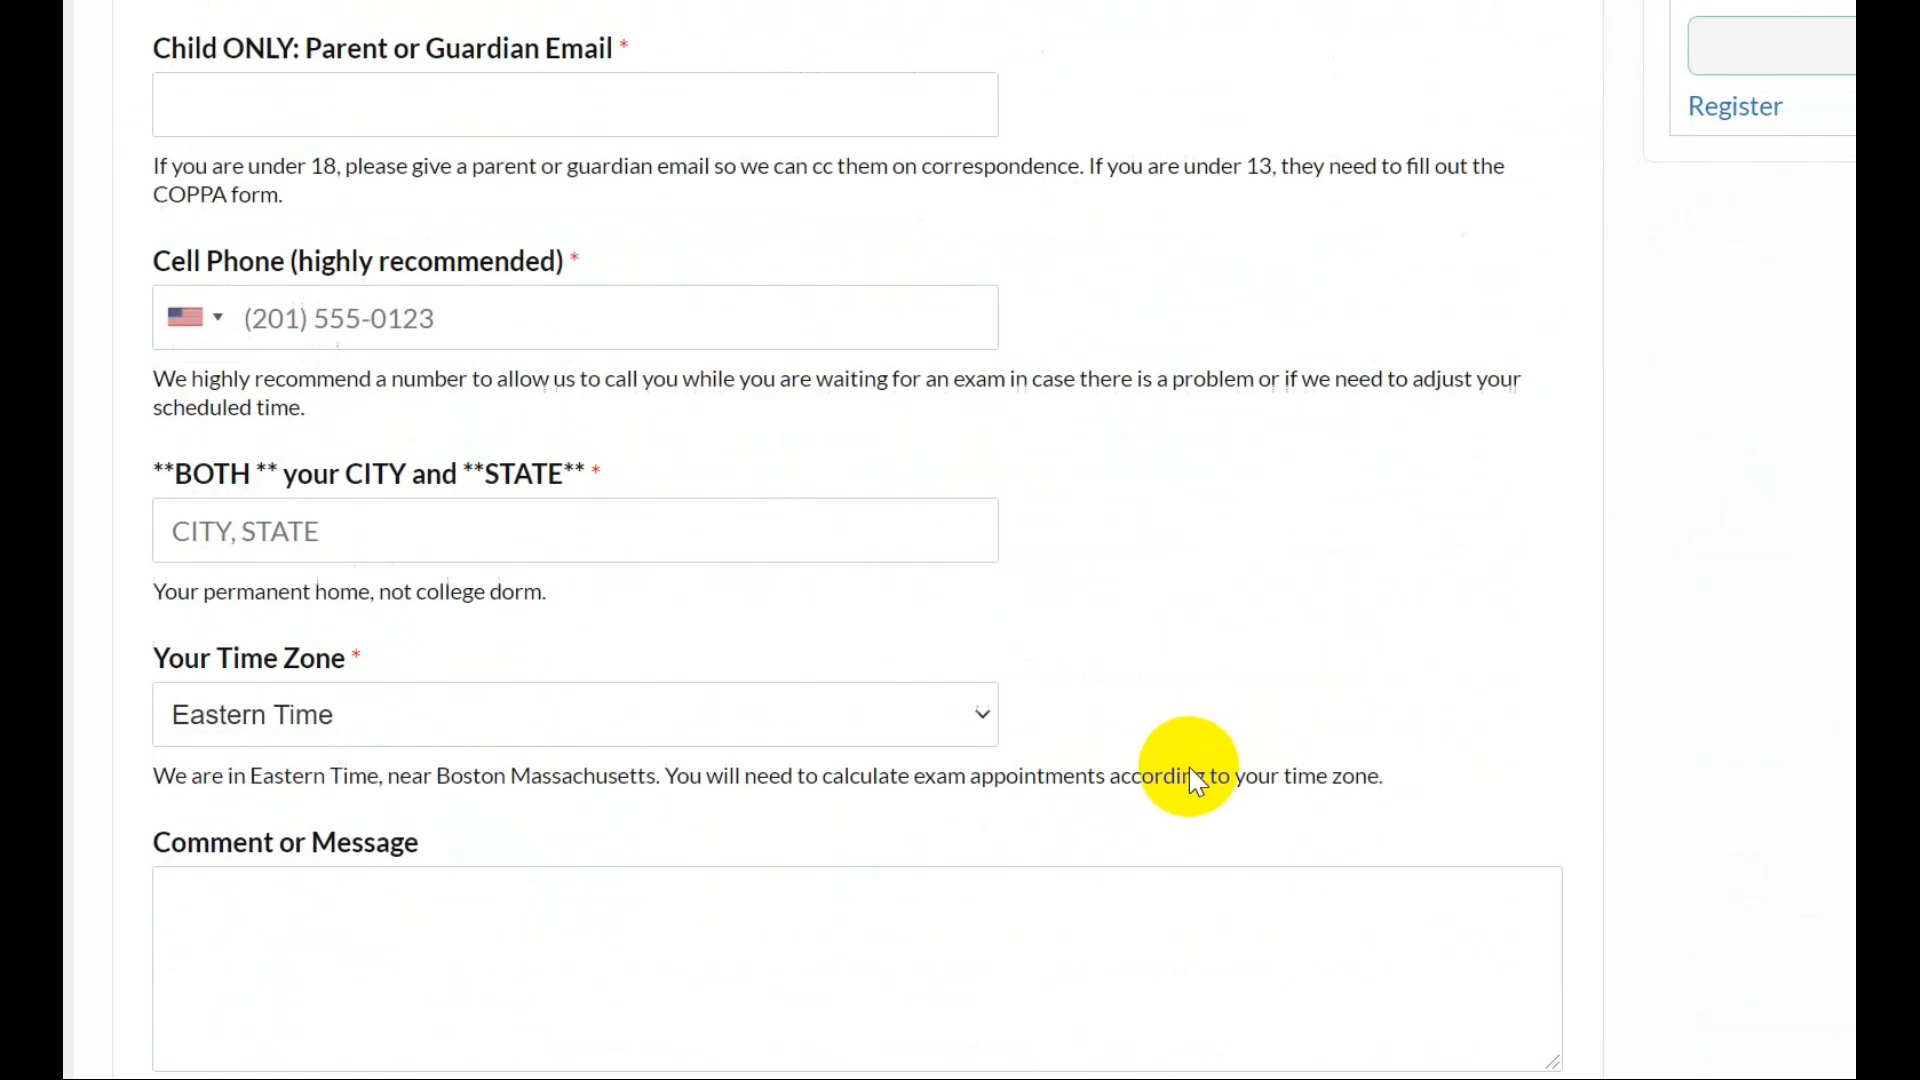 Child ONLY: Parent or Guardian Email *
Register
If you are under 18, please give a parent or guardian email so we can cc them on correspondence. If you are under 13, they need to fill out the
COPPA form.
Cell Phone (highly recommended) *
(201) 555-0123
We highly recommend a number to allow us to call you while you are waiting for an exam in case there is a problem or if we need to adjust your
scheduled time.
**BOTH ** your CITY and **STATE** *
CITY, STATE
Your permanent home, not college dorm.
Your Time Zone *
Eastern Time
We are in Eastern Time, near Boston Massachusetts. You will need to calculate exam appointments according to your time zone.
Comment or Message